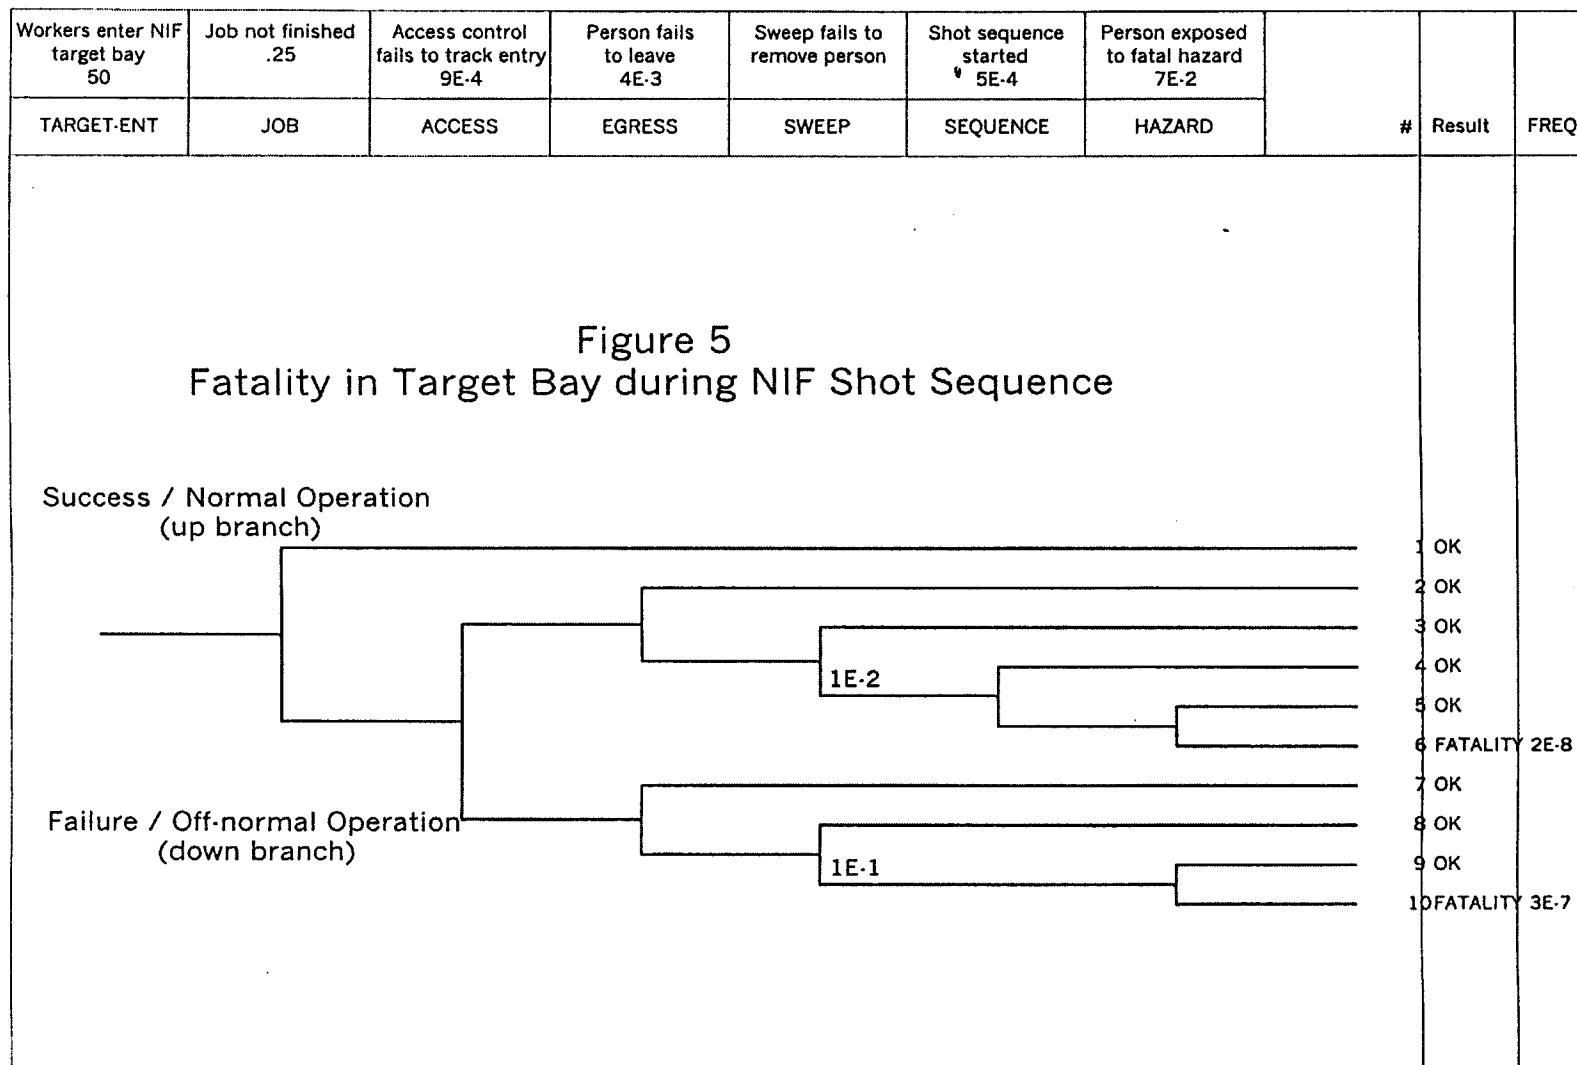 Workers enter NIF
target bay
50
Job not finished
.25
Access control
fails to track entry
9E-4
Person fails
to leave
4E-3
Sweep fails to
remove person
Shot sequence
started
5E-4
Person exposed
to fatal hazard
7E-2
TARGET-ENT
JOB
ACCESS
EGRESS
SWEEP
SEQUENCE
HAZARD
#
Result
FREQ
Figure 5
Fatality in Target Bay during NIF Shot Sequence
Success / Normal Operation
(up branch)
1 OK
2 OK
3 OK
1E-2
4 OK
5 OK
6 FATALITY 2E-8
7 OK
Failure / Off-normal Operation
(down branch)
8 OK
1E-1
9 OK
10 FATALITY 3E-7